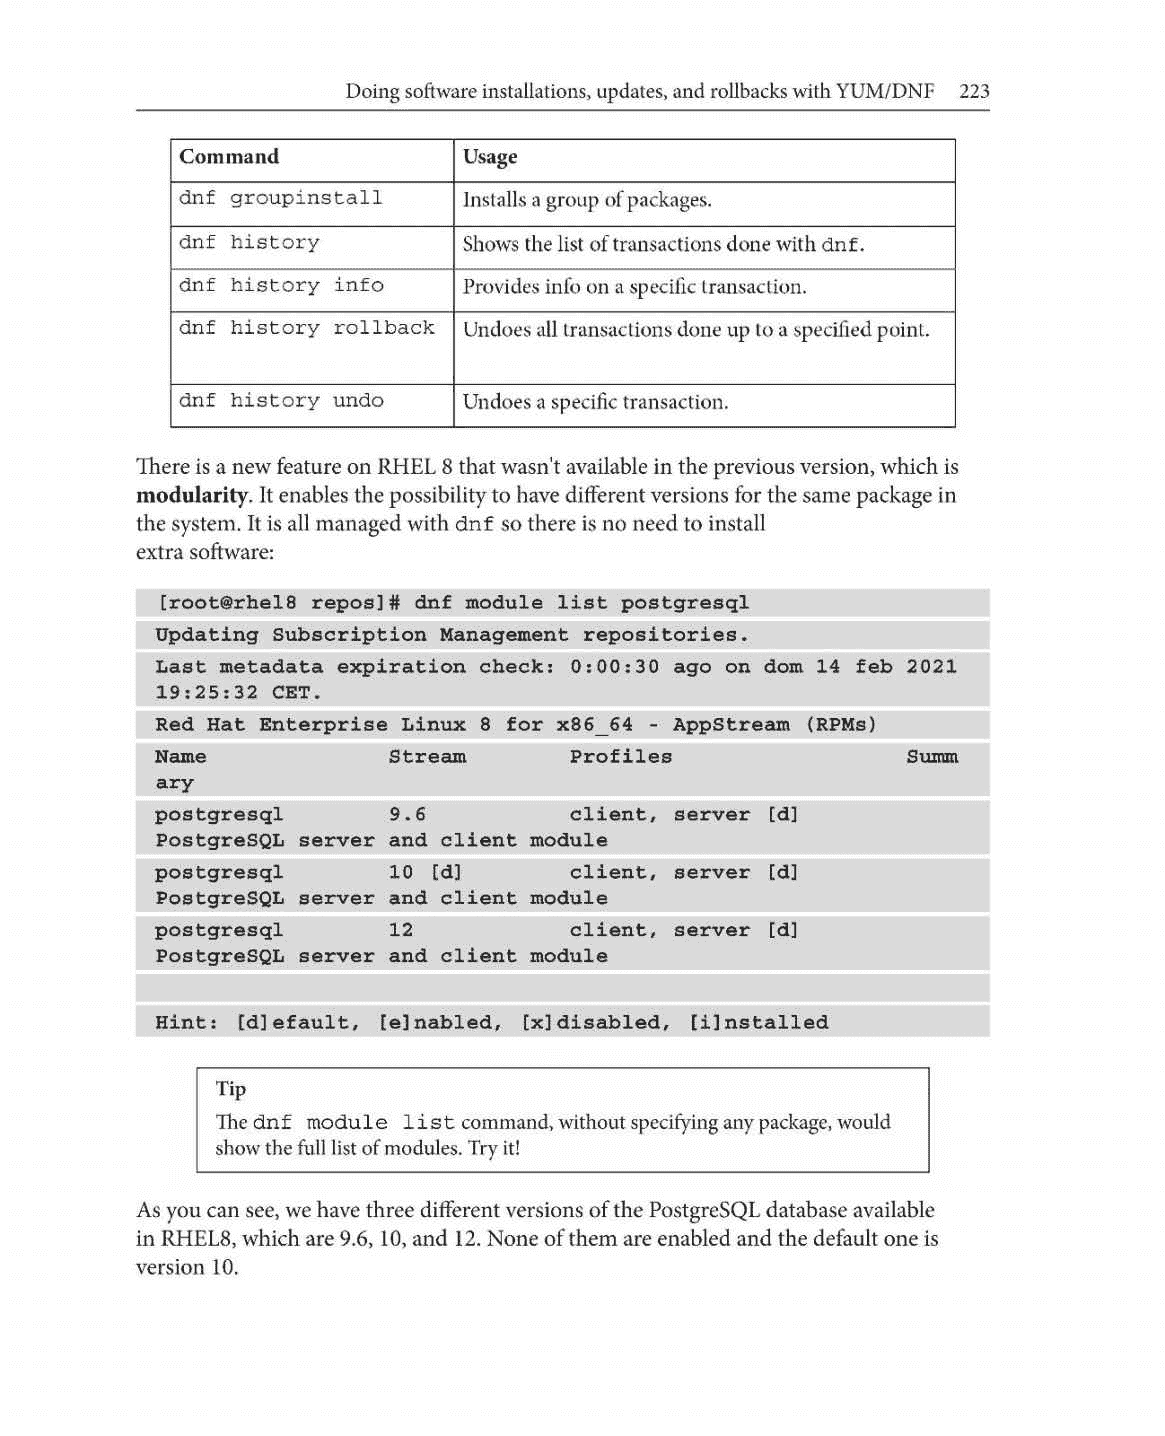 Doing software installations, updates, and rollbacks with YUM/DNF 223
Command Usage
dnf groupinstall Installs a group of packages.
dnf history Shows the list of transactions done with dnf.
dnf history info Provides info on a specific transaction.
dnf history rollback Undoes all transactions done up to a specified point.
dnf history undo Undoes a specific transaction.
There is a new feature on RHEL 8 that wasn't available in the previous version, which is
modularity. It enables the possibility to have different versions for the same package in
the system. It is all managed with dnf so there is no need to install
extra software:
[root@rhel8 repos]# dnf module list postgresql
Updating Subscription Management repositories.
Last metadata expiration check: 0:00:30 ago on dom 14 feb 2021
19:25:32 CET.
Red Hat Enterprise Linux 8 for x86_64 - AppStream (RPMs)
Name Stream Profiles Summ
ary
postgresql 9.6 client, server [d]
PostgreSQL server and client module
postgresql 10 [d] client, server [d]
PostgreSQL server and client module
postgresql 12 client, server [d]
PostgreSQL server and client module
Hint: [d]efault, [e]nabled, [x]disabled, [i]nstalled
Tip
The dnf module list command, without specifying any package, would
show the full list of modules. Try it!
As you can see, we have three different versions of the PostgreSQL database available
in RHEL8, which are 9.6, 10, and 12. None of them are enabled and the default one is
version 10.